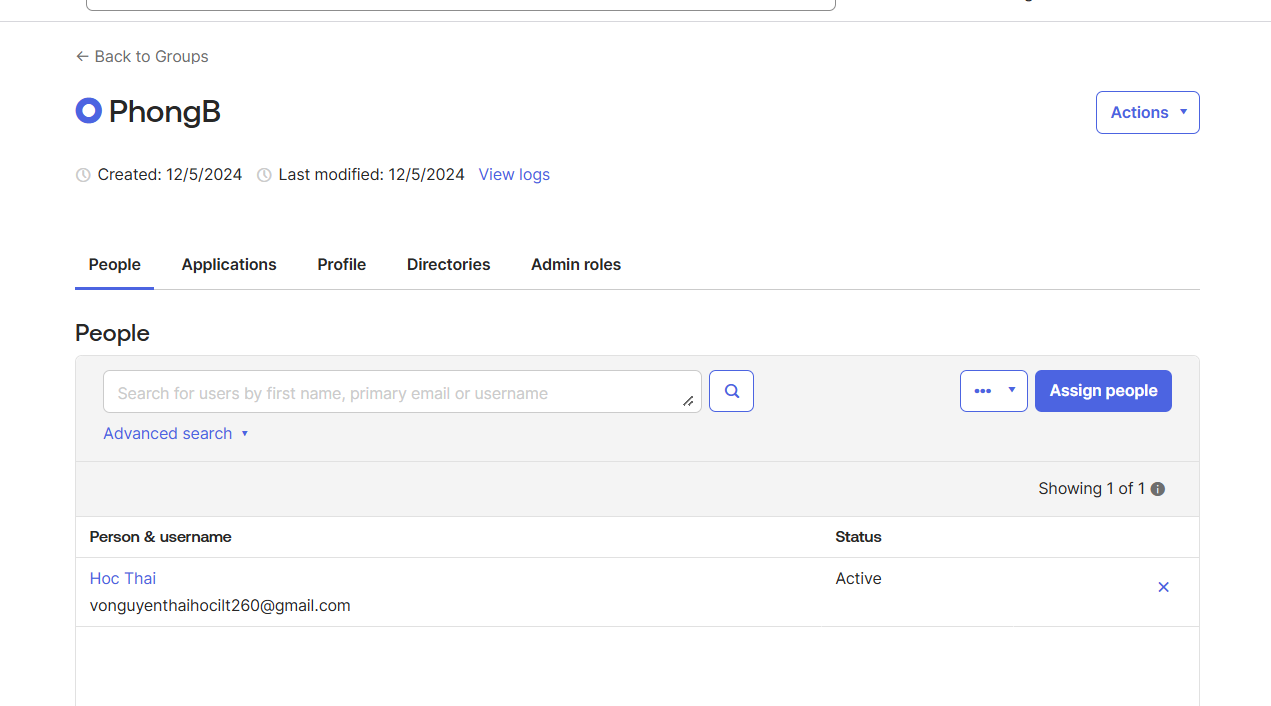 ← Back to Groups
PhongB
Actions
Created: 12/5/2024 Last modified: 12/5/2024 View logs
People Applications Profile Directories Admin roles
People
Search for users by first name, primary email or username
••• Assign people
Advanced search
Showing 1 of 1
Person & username Status
Hoc Thai Active
vonguyenthaihocilt260@gmail.com